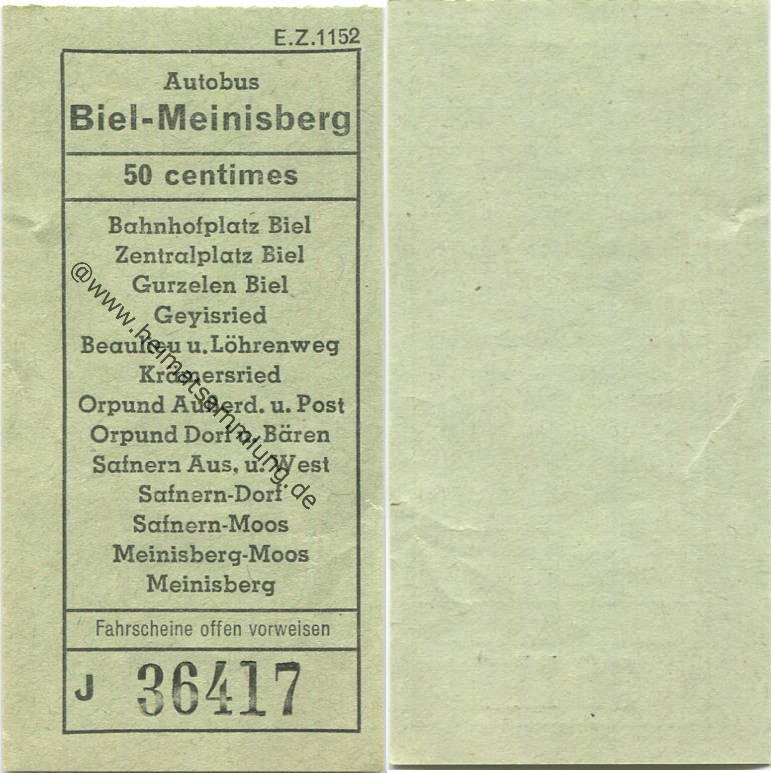 E.Z.1152
Autobus
Biel-Meinisberg
50 centimes
Bahnhofplatz Biel
Zentralplatz Biel
Gurzelen Biel
Geyisried
Beaulieu u. Löhrenweg
Krämersried
Orpund Außerd. u. Post
Orpund Dorf u. Bären
Safnern Aus. u. West
Safnern-Dorf
Safnern-Moos
Meinisberg-Moos
Meinisberg
Fahrscheine offen vorweisen
J 36417
@www.heimatsammlung.de